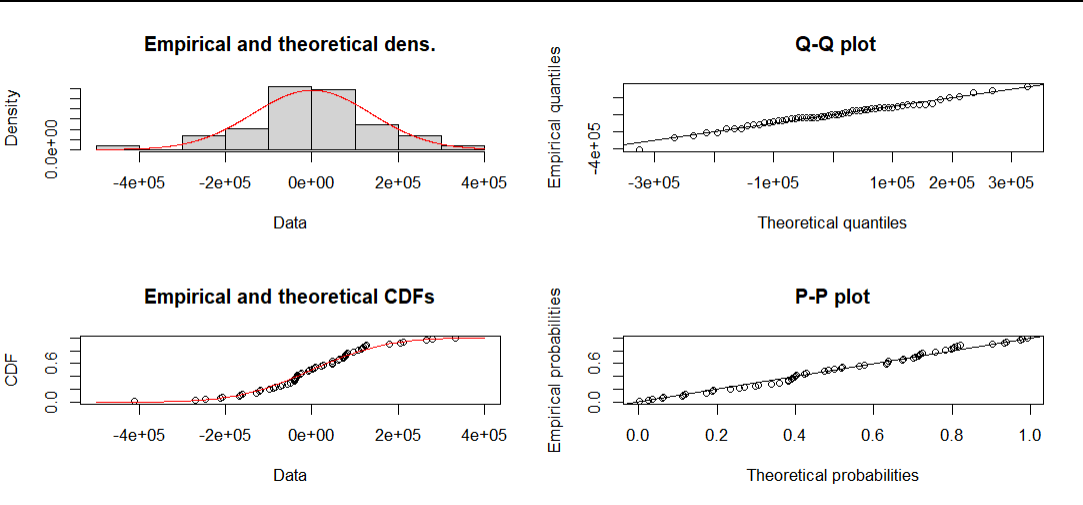 Empirical and theoretical dens.
Density
0.0e+00
-4e+05 -2e+05 0e+00 2e+05 4e+05
Data
Q-Q plot
Empirical quantiles
-4e+05
-3e+05 -1e+05 1e+05 2e+05 3e+05
Theoretical quantiles
Empirical and theoretical CDFs
CDF
0.0 0.6
-4e+05 -2e+05 0e+00 2e+05 4e+05
Data
P-P plot
Empirical probabilities
0.0 0.6
0.0 0.2 0.4 0.6 0.8 1.0
Theoretical probabilities